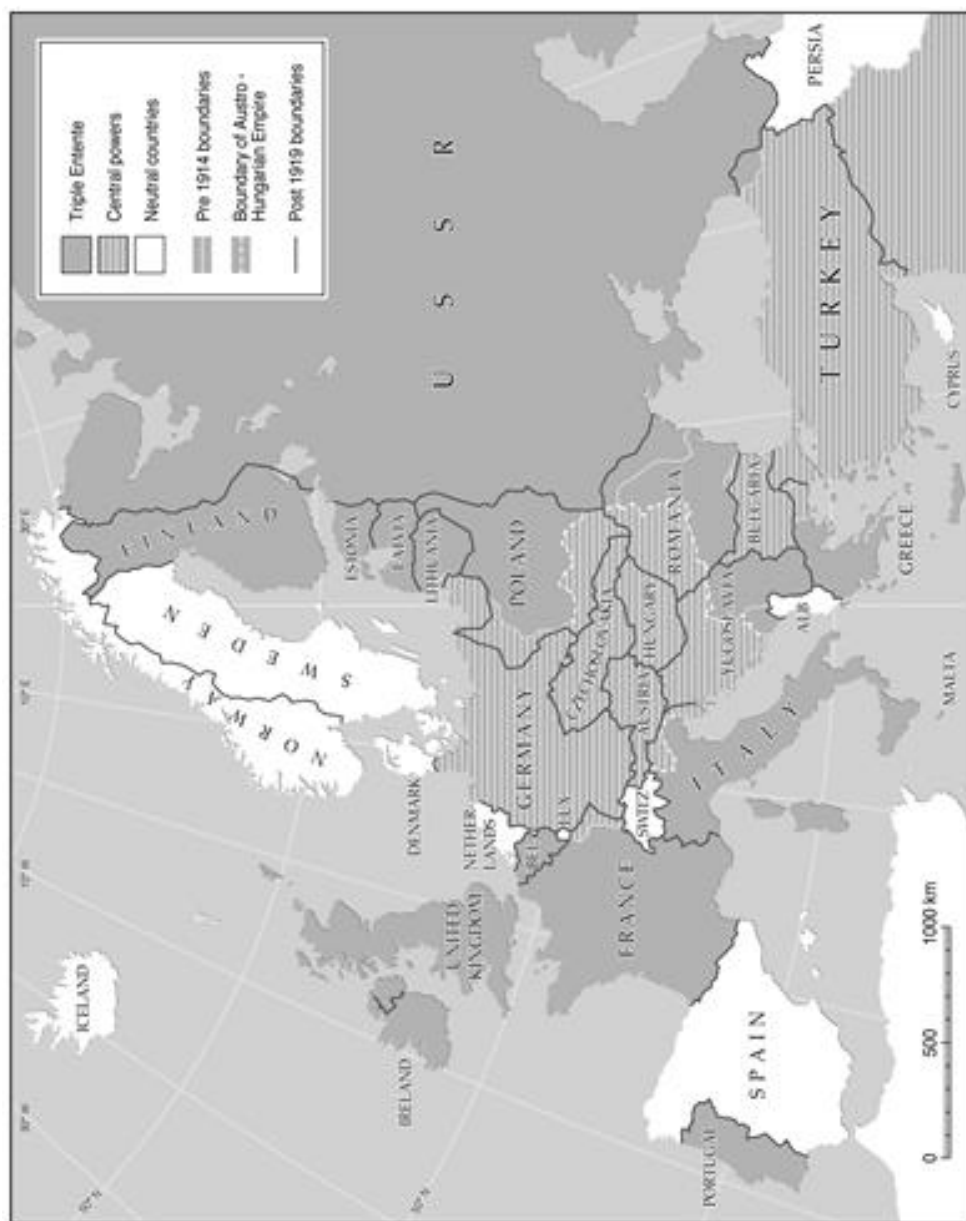 Triple Entente
Central powers
Neutral countries
Pre 1914 boundaries
Boundary of Austro -
Hungarian Empire
Post 1919 boundaries
ICELAND
NORWAY
SWEDEN
FINLAND
U S S R
ESTONIA
LATVIA
LITHUANIA
DENMARK
IRELAND
UNITED
KINGDOM
NETHER
LANDS
BEL
LUX
GERMANY
POLAND
CZECHOSLOVAKIA
FRANCE
SWITZ
AUSTRIA
HUNGARY
ROMANIA
YUGOSLAVIA
BULGARIA
ITALY
ALB
GREECE
TURKEY
PERSIA
PORTUGAL
SPAIN
MALTA
CYPRUS
0 500 1000 km